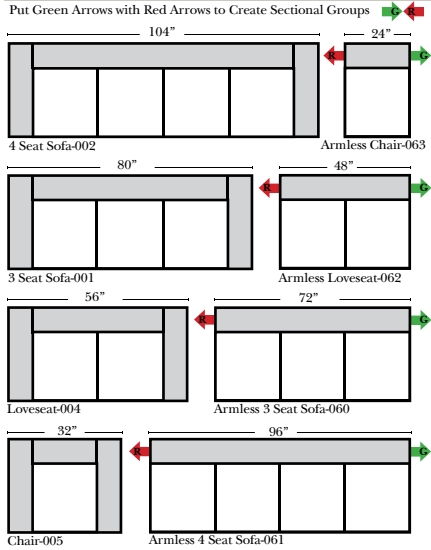 Put Green Arrows with Red Arrows to Create Sectional Groups G R
104” 24”
R G
4 Seat Sofa-002 Armless Chair-063
80” 48”
R G
3 Seat Sofa-001 Armless Loveseat-062
56” 72”
R G
Loveseat-004 Armless 3 Seat Sofa-060
32” 96”
R G
Chair-005 Armless 4 Seat Sofa-061